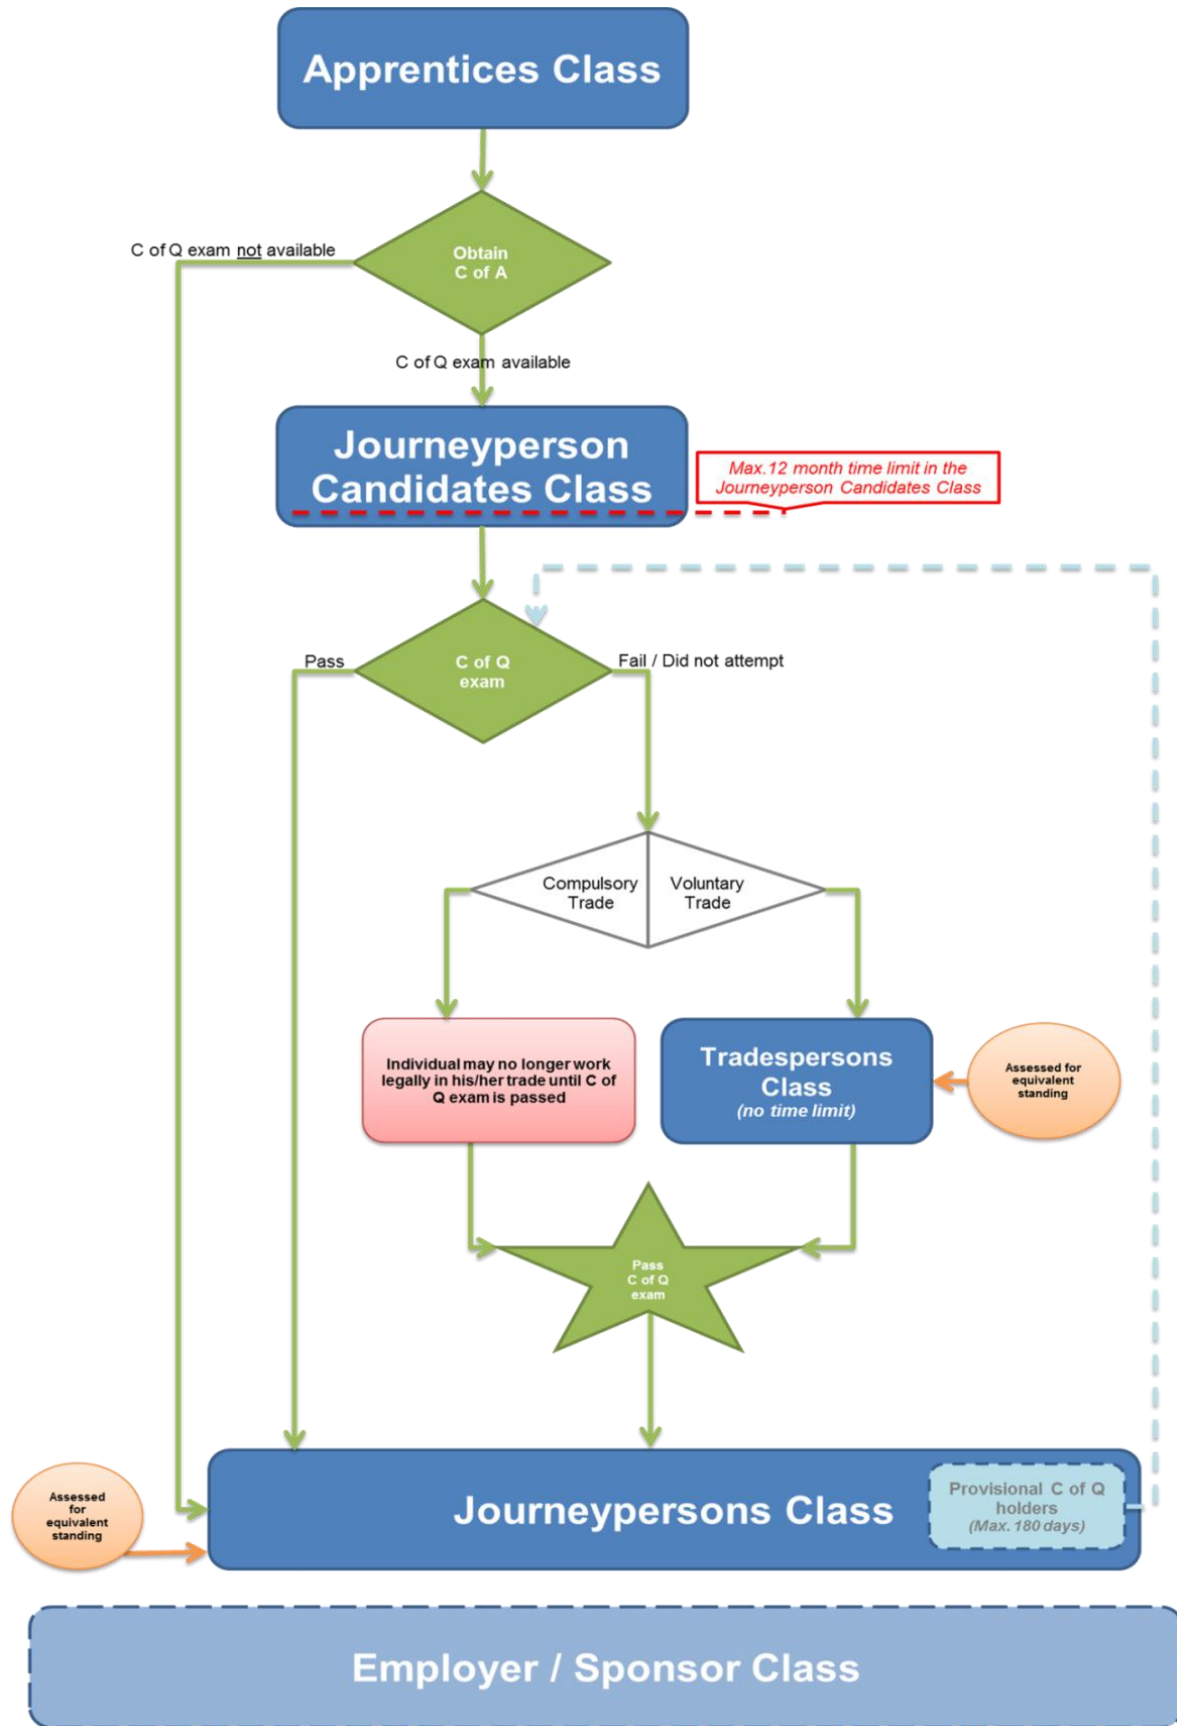 Apprentices Class
C of Q exam not available
Obtain
C of A
C of Q exam available
Journeyperson
Candidates Class
Max.12 month time limit in the
Journeyperson Candidates Class
Pass
C of Q
exam
Fail / Did not attempt
Compulsory
Trade
Voluntary
Trade
Individual may no longer work
legally in his/her trade until C of
Q exam is passed
Tradespersons
Class
(no time limit)
Assessed for
equivalent
standing
Pass
C of Q
exam
Assessed
for
equivalent
standing
Journeypersons Class
Provisional C of Q
holders
(Max. 180 days)
Employer / Sponsor Class